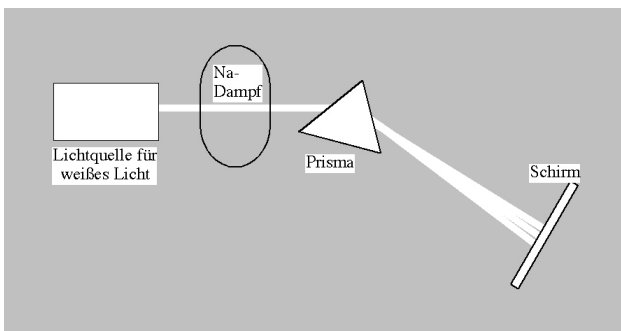 Na-
Dampf
Lichtquelle für
weißes Licht
Prisma
Schirm